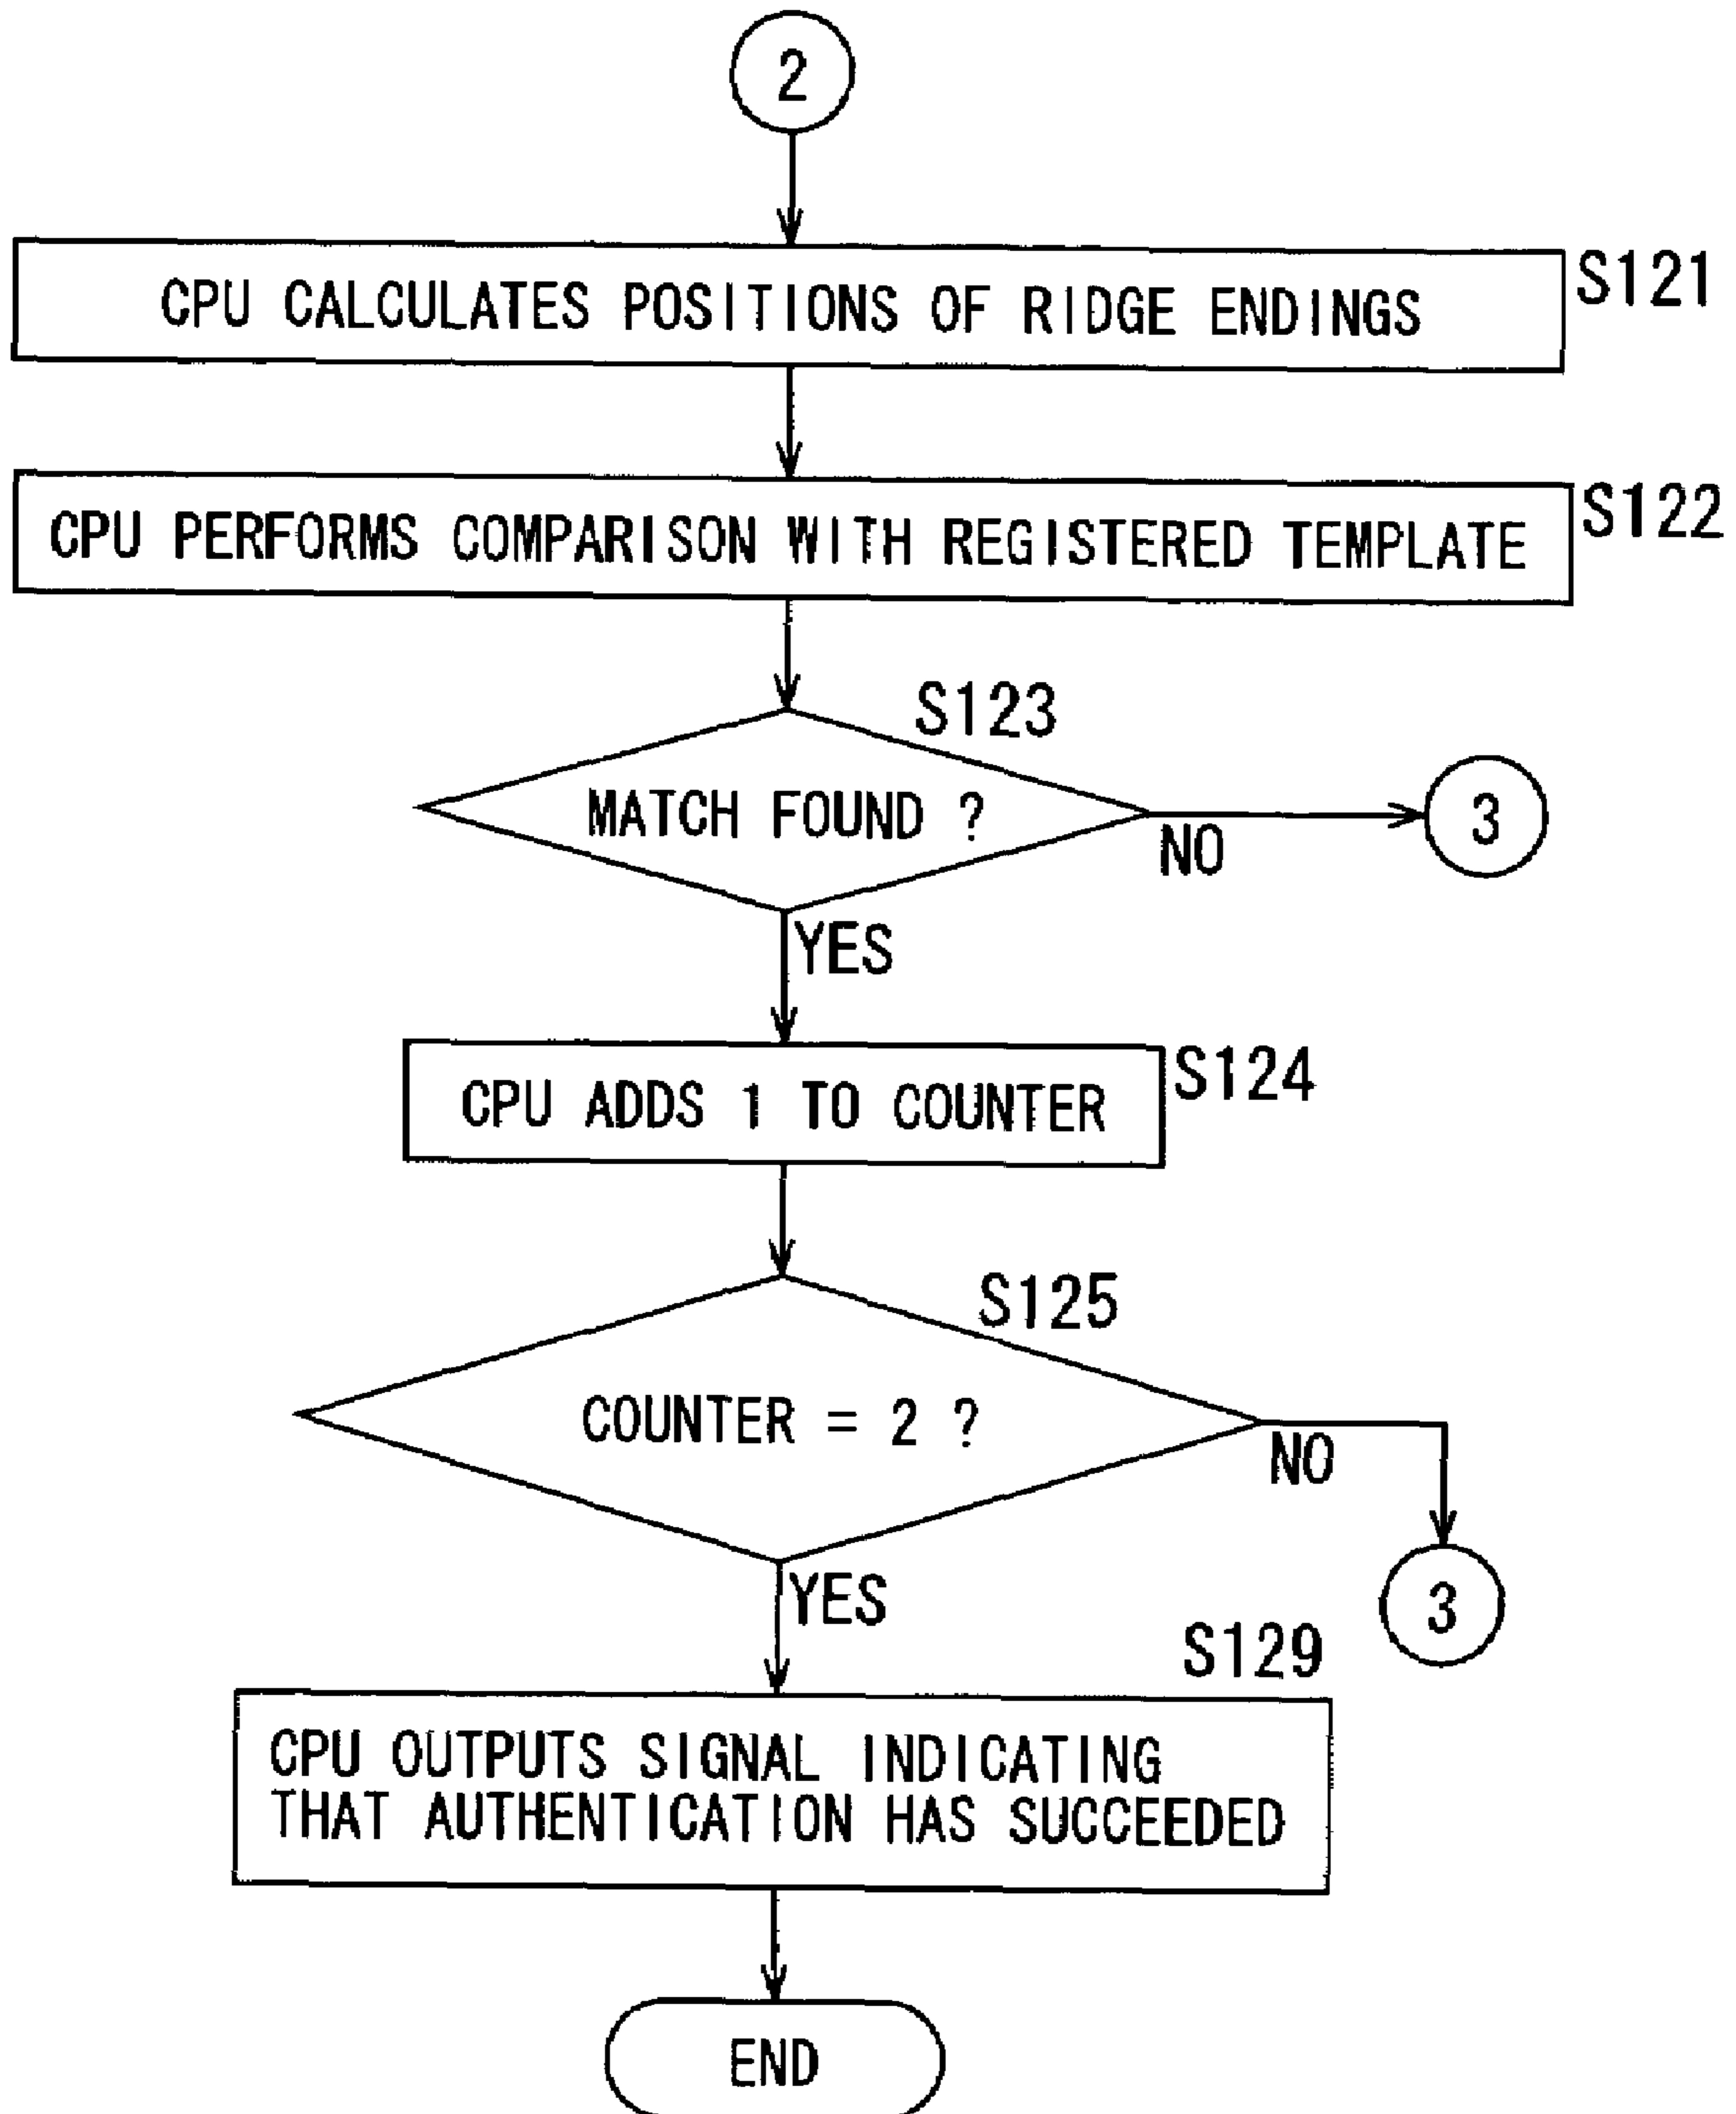 2
CPU CALCULATES POSITIONS OF RIDGE ENDINGS
S121
CPU PERFORMS COMPARISON WITH REGISTERED TEMPLATE
S122
S123
MATCH FOUND ?
NO
3
YES
CPU ADDS 1 TO COUNTER
S124
S125
COUNTER = 2 ?
NO
3
YES
S129
CPU OUTPUTS SIGNAL INDICATING
THAT AUTHENTICATION HAS SUCCEEDED
END